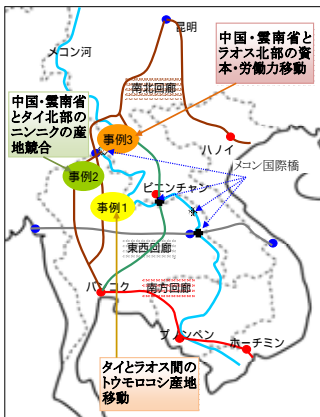 昆明
メコン河
中国・雲南省と
ラオス北部の資
本・労働力移動
南北回廊
中国・雲南省
とタイ北部の
ニンニクの産
地競合
事例3
ハノイ
メコン国際橋
事例2
ビエンチャン
事例1
東西回廊
バンコク
南方回廊
プノンペン
ホーチミン
タイとラオス間の
トウモロコシ産地
移動